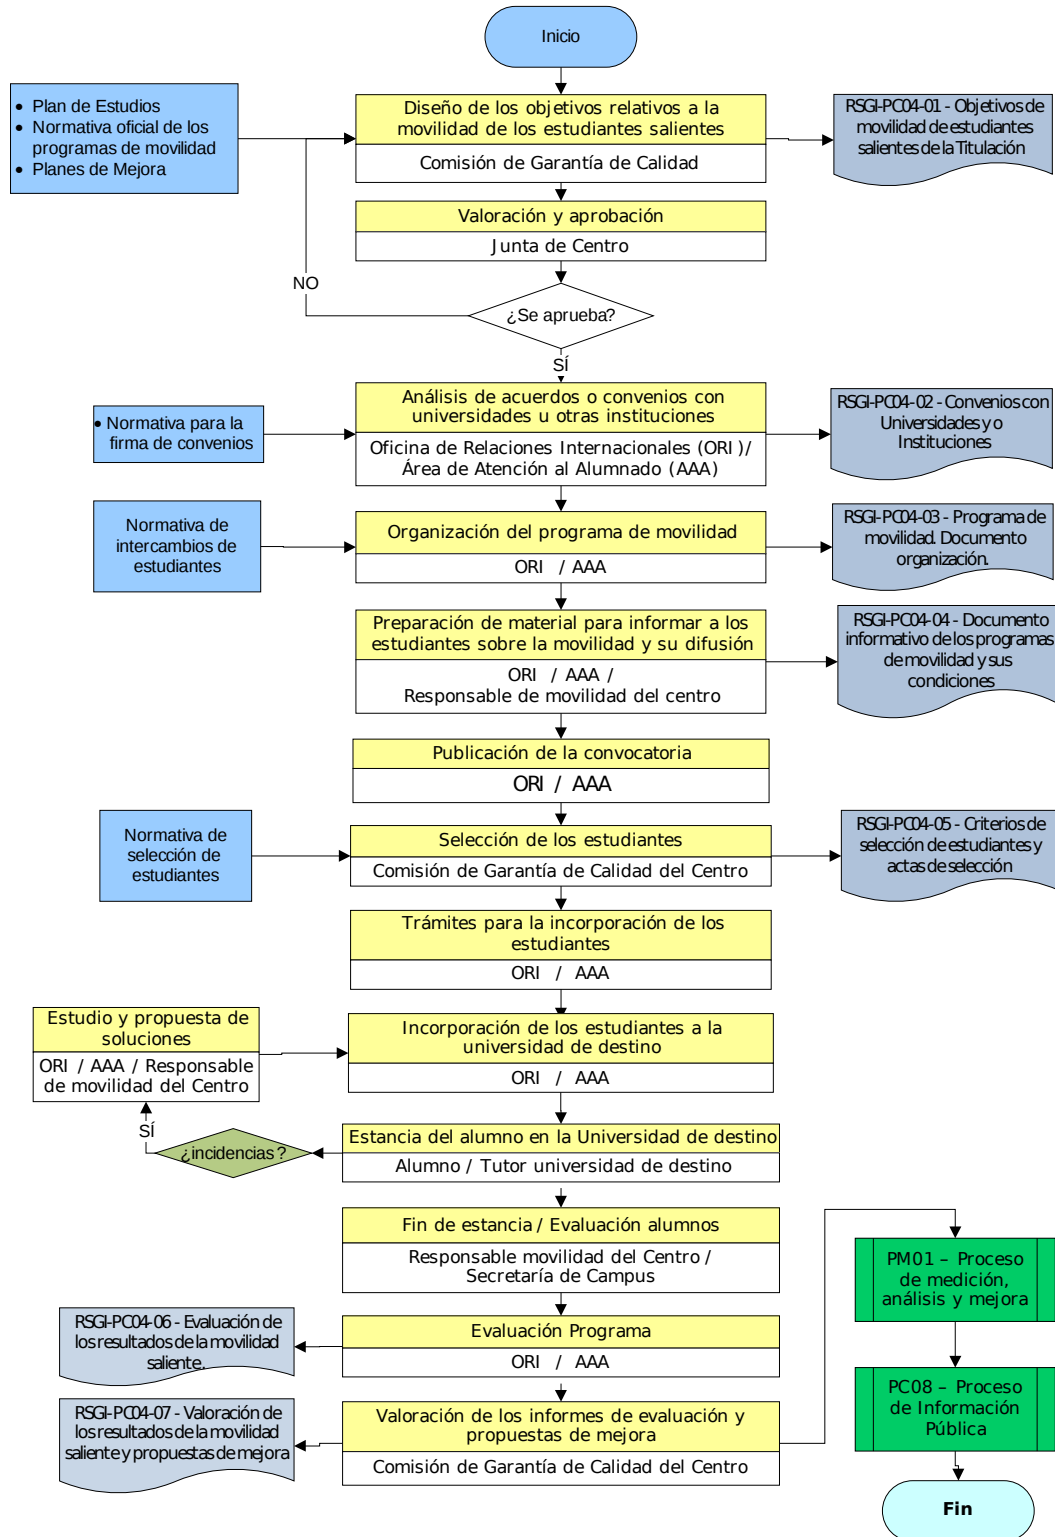 Inicio
• Plan de Estudios
• Normativa oficial de los
programas de movilidad
• Planes de Mejora
Diseño de los objetivos relativos a la
movilidad de los estudiantes salientes
Comisión de Garantía de Calidad
RSGI-PC04-01 - Objetivos de
movilidad de estudiantes
salientes de la Titulación
Valoración y aprobación
Junta de Centro
NO
¿Se aprueba?
SÍ
• Normativa para la
firma de convenios
Análisis de acuerdos o convenios con
universidades u otras instituciones
Oficina de Relaciones Internacionales (ORI)/
Área de Atención al Alumnado (AAA)
RSGI-PC04-02 - Convenios con
Universidades y o
Instituciones
Normativa de
intercambios de
estudiantes
Organización del programa de movilidad
ORI / AAA
RSGI-PC04-03 - Programa de
movilidad. Documento
organización.
Preparación de material para informar a los
estudiantes sobre la movilidad y su difusión
ORI / AAA /
Responsable de movilidad del centro
RSGI-PC04-04 - Documento
informativo de los programas
de movilidad y sus
condiciones
Publicación de la convocatoria
ORI / AAA
Normativa de
selección de
estudiantes
Selección de los estudiantes
Comisión de Garantía de Calidad del Centro
RSGI-PC04-05 - Criterios de
selección de estudiantes y
actas de selección
Trámites para la incorporación de los
estudiantes
ORI / AAA
Estudio y propuesta de
soluciones
ORI / AAA / Responsable
de movilidad del Centro
Incorporación de los estudiantes a la
universidad de destino
ORI / AAA
SÍ
¿incidencias?
Estancia del alumno en la Universidad de destino
Alumno / Tutor universidad de destino
Fin de estancia / Evaluación alumnos
Responsable movilidad del Centro /
Secretaría de Campus
PM01 – Proceso
de medición,
análisis y mejora
RSGI-PC04-06 - Evaluación de
los resultados de la movilidad
saliente.
Evaluación Programa
ORI / AAA
PC08 – Proceso
de Información
Pública
RSGI-PC04-07 - Valoración de
los resultados de la movilidad
saliente y propuestas de mejora
Valoración de los informes de evaluación y
propuestas de mejora
Comisión de Garantía de Calidad del Centro
Fin